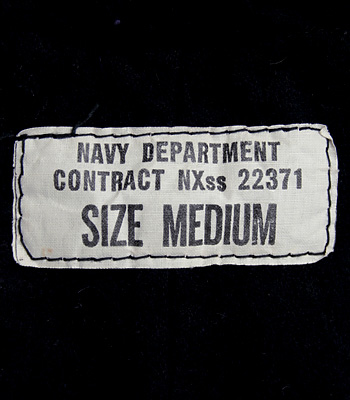 NAVY DEPARTMENT
CONTRACT NXss 22371
SIZE MEDIUM